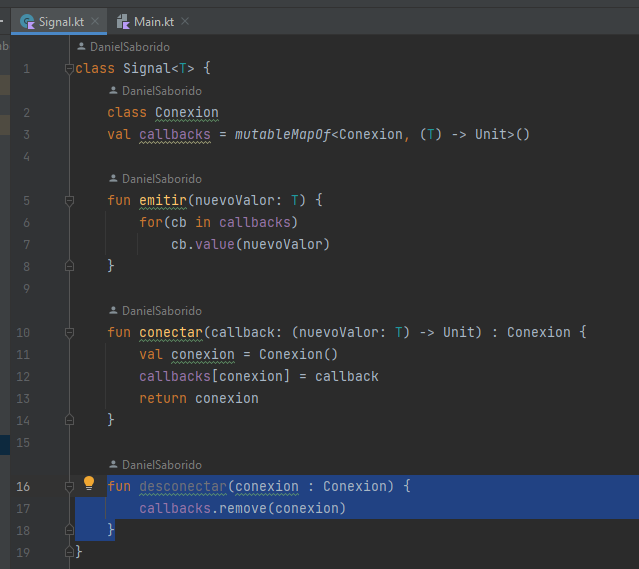 Signal.kt Main.kt
DanielSaborido
1 class Signal<T> {
DanielSaborido
2 class Conexion
3 val callbacks = mutableMapOf<Conexion, (T) -> Unit>()
4
DanielSaborido
5 fun emitir(nuevoValor: T) {
6 for(cb in callbacks)
7 cb.value(nuevoValor)
8 }
9
DanielSaborido
10 fun conectar(callback: (nuevoValor: T) -> Unit) : Conexion {
11 val conexion = Conexion()
12 callbacks[conexion] = callback
13 return conexion
14 }
15
DanielSaborido
16 fun desconectar(conexion : Conexion) {
17 callbacks.remove(conexion)
18 }
19 }